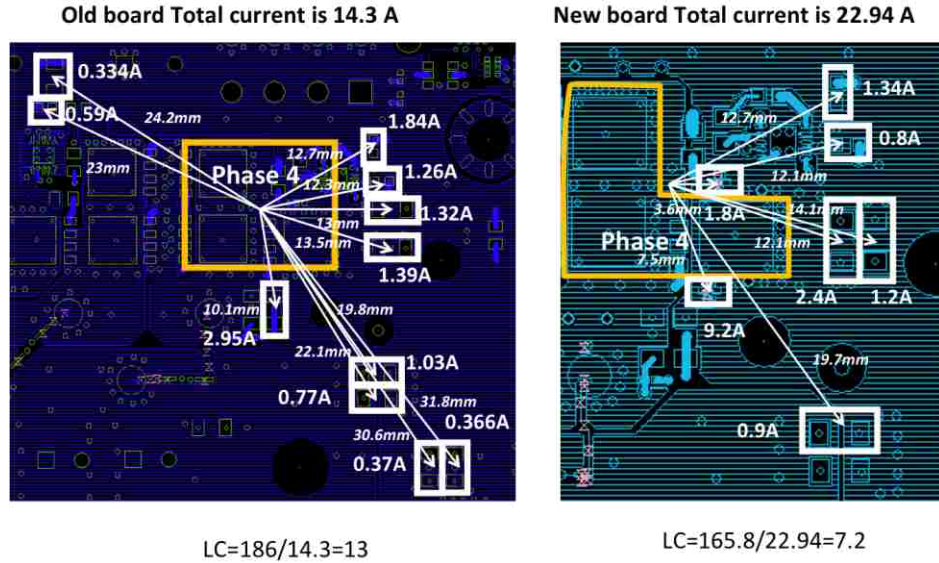 Old board Total current is 14.3 A
New board Total current is 22.94 A
0.334A
0.59A
24.2mm
23mm
Phase 4
1.84A
12.7mm
1.26A
12.3mm
1.32A
13mm
13.5mm
1.39A
10.1mm
2.95A
19.8mm
22.1mm
1.03A
0.77A
31.8mm
0.366A
30.6mm
0.37A
LC=186/14.3=13
1.34A
12.7mm
0.8A
12.1mm
3.6mm
1.8A
14.1mm
Phase 4
12.1mm
7.5mm
2.4A
1.2A
9.2A
19.7mm
0.9A
LC=165.8/22.94=7.2